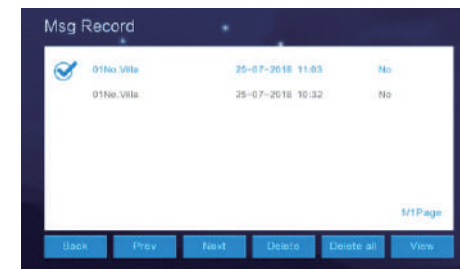 Msg Record
01No.Villa 25-07-2018 11:03 No
01No.Villa 25-07-2018 10:32 No
1/1Page
Back Prev Next Delete Delete all View